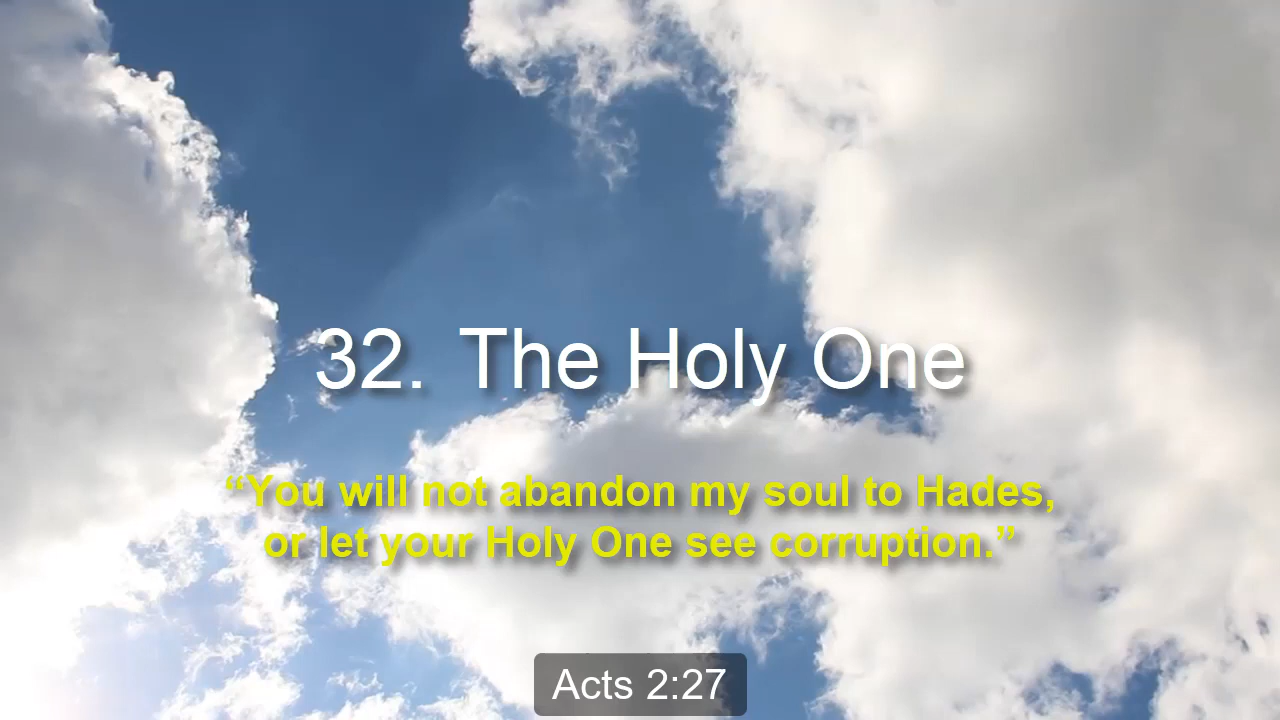 32. The Holy One
“You will not abandon my soul to Hades,
or let your Holy One see corruption.”
Acts 2:27